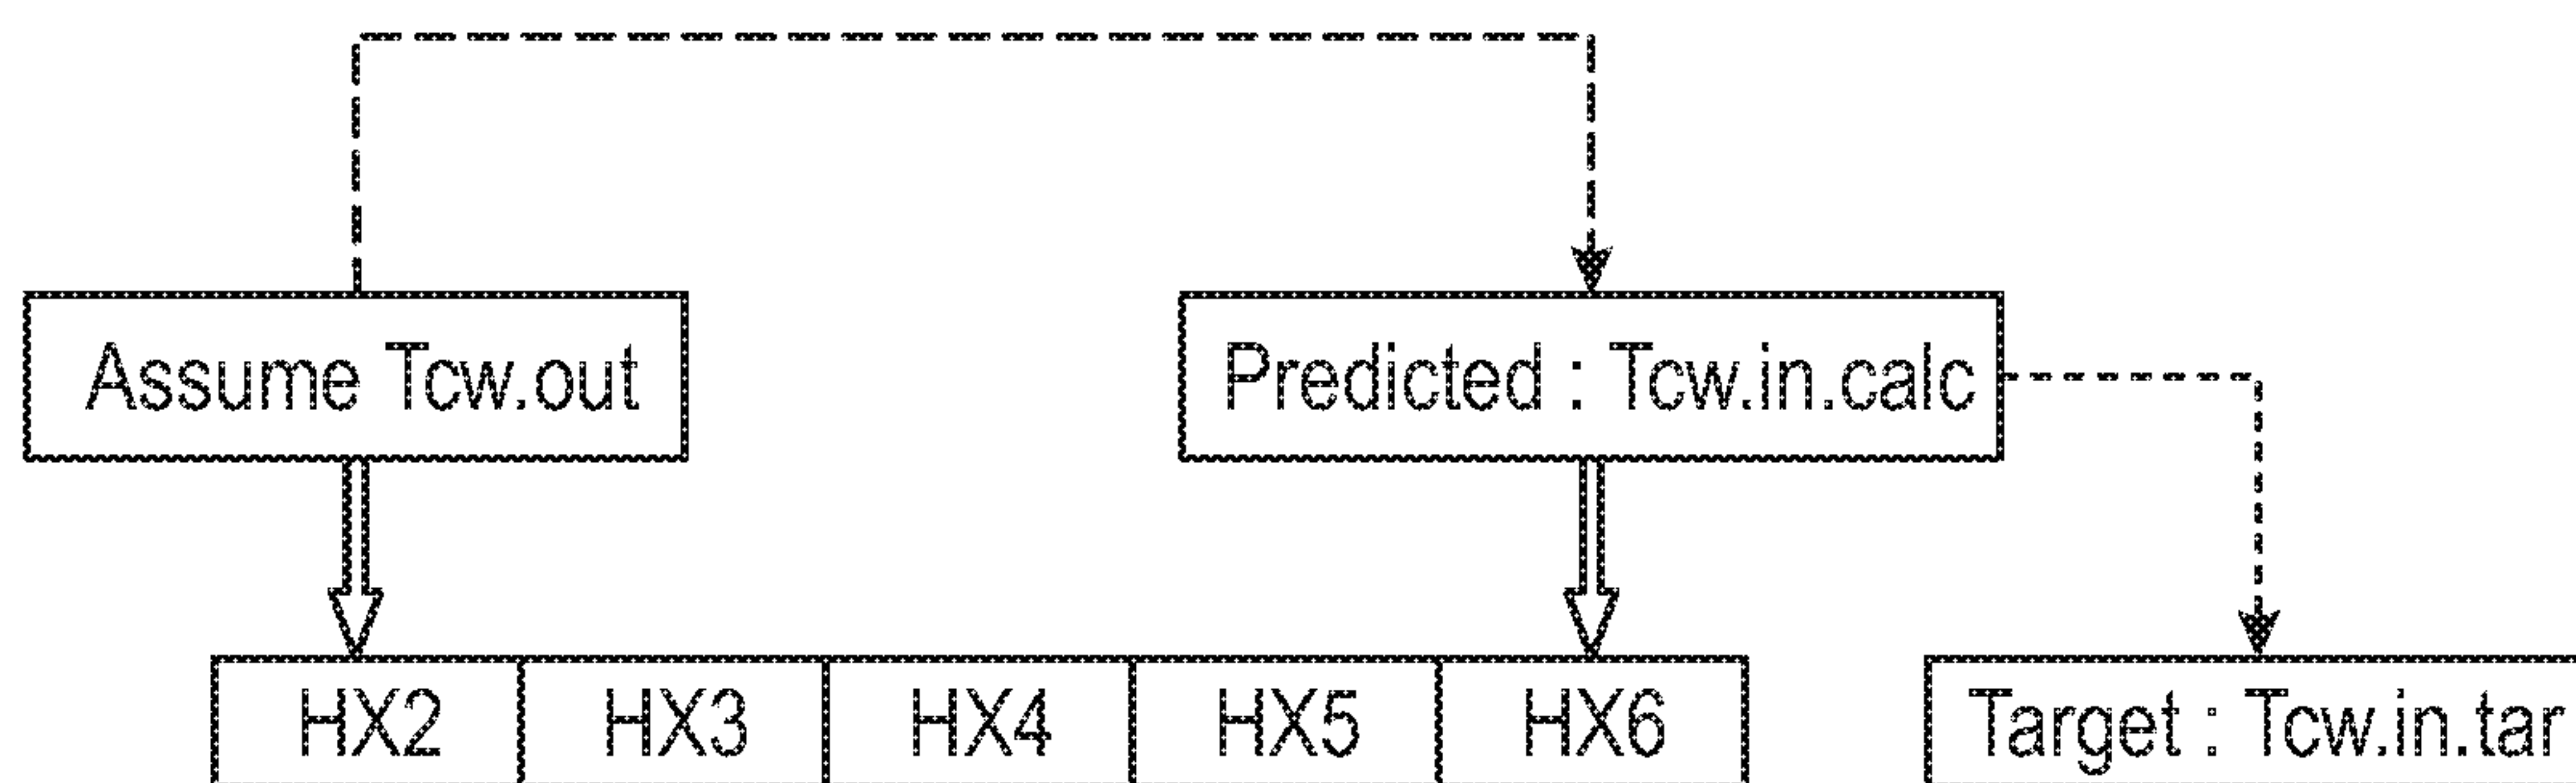 Assume Tcw.out
Predicted : Tcw.in.calc
HX2 HX3 HX4 HX5 HX6
Target : Tcw.in.tar